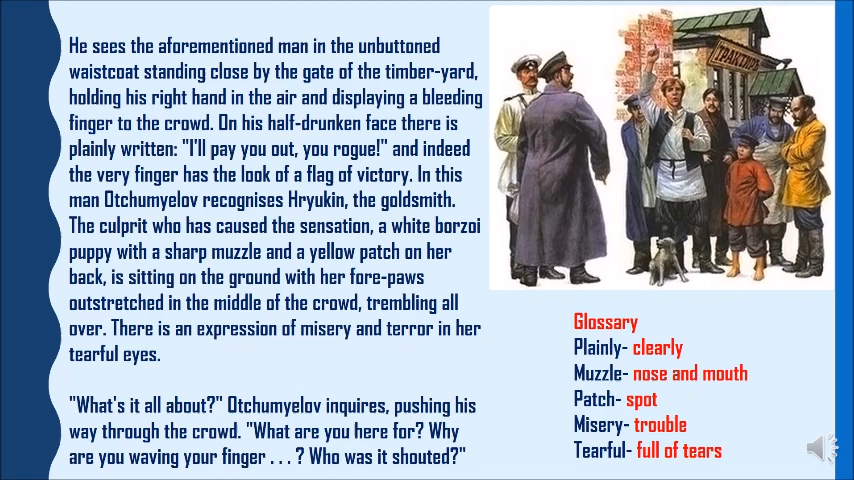 He sees the aforementioned man in the unbuttoned
waistcoat standing close by the gate of the timber-yard,
holding his right hand in the air and displaying a bleeding
finger to the crowd. On his half-drunken face there is
plainly written: "I'll pay you out, you rogue!" and indeed
the very finger has the look of a flag of victory. In this
man Otchumyelov recognises Hryukin, the goldsmith.
The culprit who has caused the sensation, a white borzoi
puppy with a sharp muzzle and a yellow patch on her
back, is sitting on the ground with her fore-paws
outstretched in the middle of the crowd, trembling all
over. There is an expression of misery and terror in her
tearful eyes.
"What's it all about?" Otchumyelov inquires, pushing his
way through the crowd. "What are you here for? Why
are you waving your finger . . . ? Who was it shouted?"
ТРАКТИРЪ
Glossary
Plainly- clearly
Muzzle- nose and mouth
Patch- spot
Misery- trouble
Tearful- full of tears